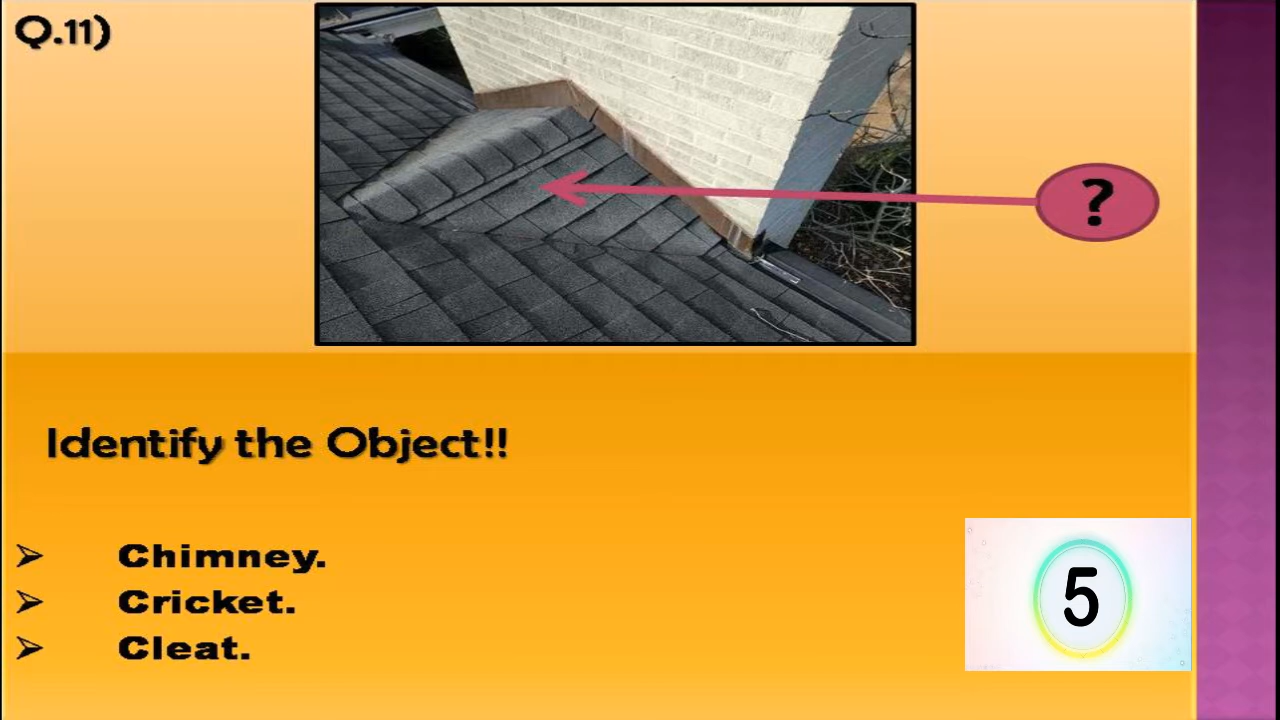 Q.11)
?
Identify the Object!!
➢ Chimney.
➢ Cricket.
➢ Cleat.
5